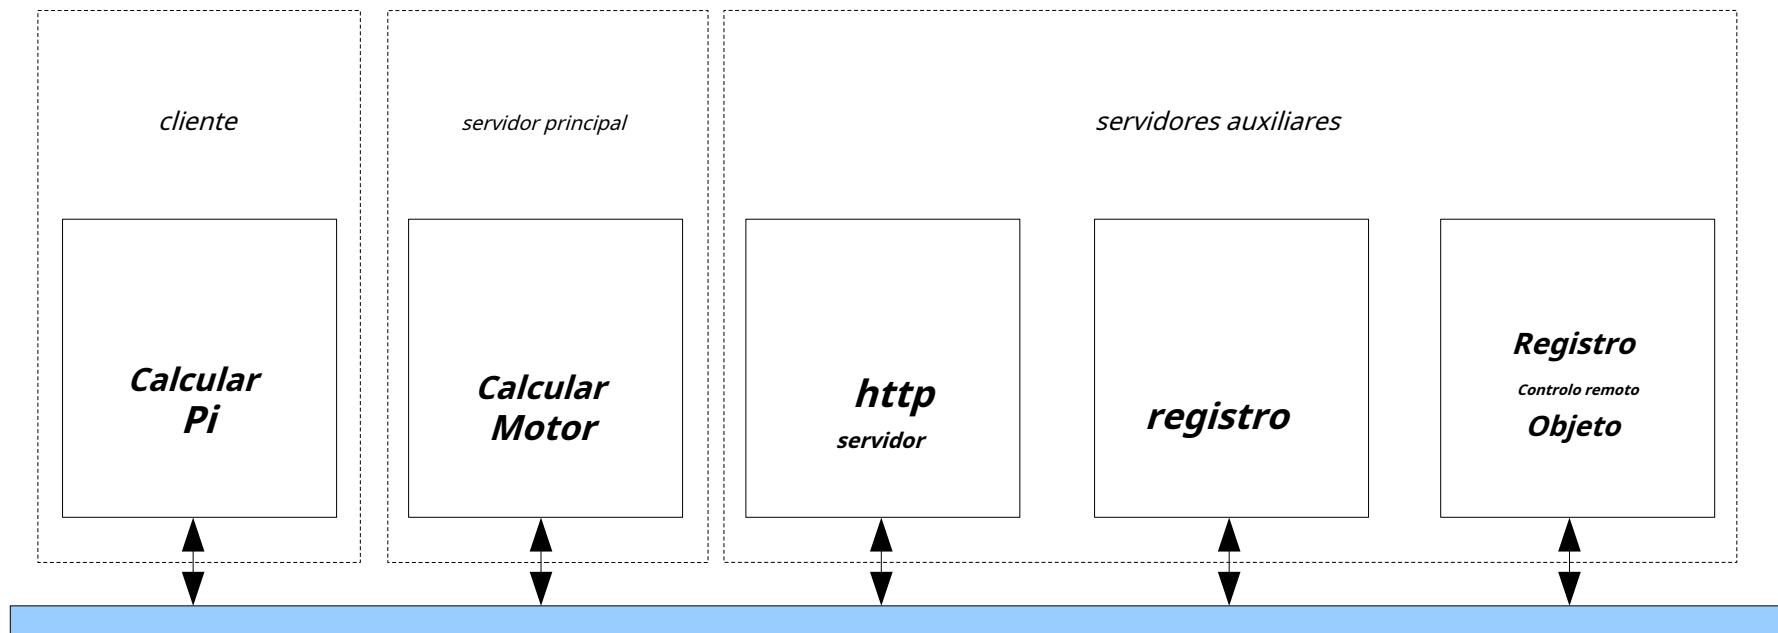 cliente
servidor principal
servidores auxiliares
Calcular
Pi
Calcular
Motor
http
servidor
registro
Registro
Controlo remoto
Objeto